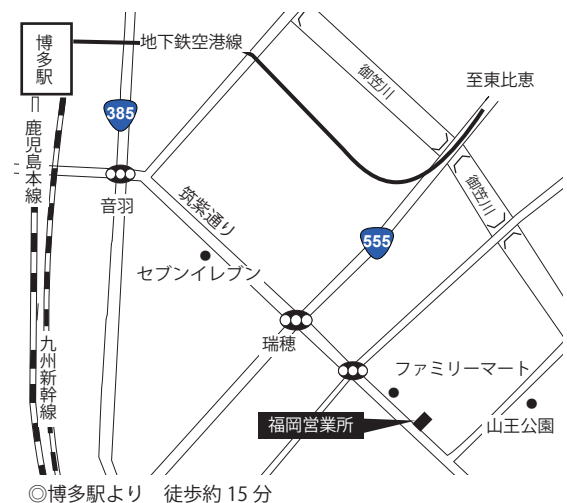 博多駅
地下鉄空港線
御笠川
至東比恵
385
鹿児島本線
音羽
筑紫通り
御笠川
555
セブンイレブン
瑞穂
九州新幹線
ファミリーマート
福岡営業所
山王公園
◎博多駅より 徒歩約 15 分